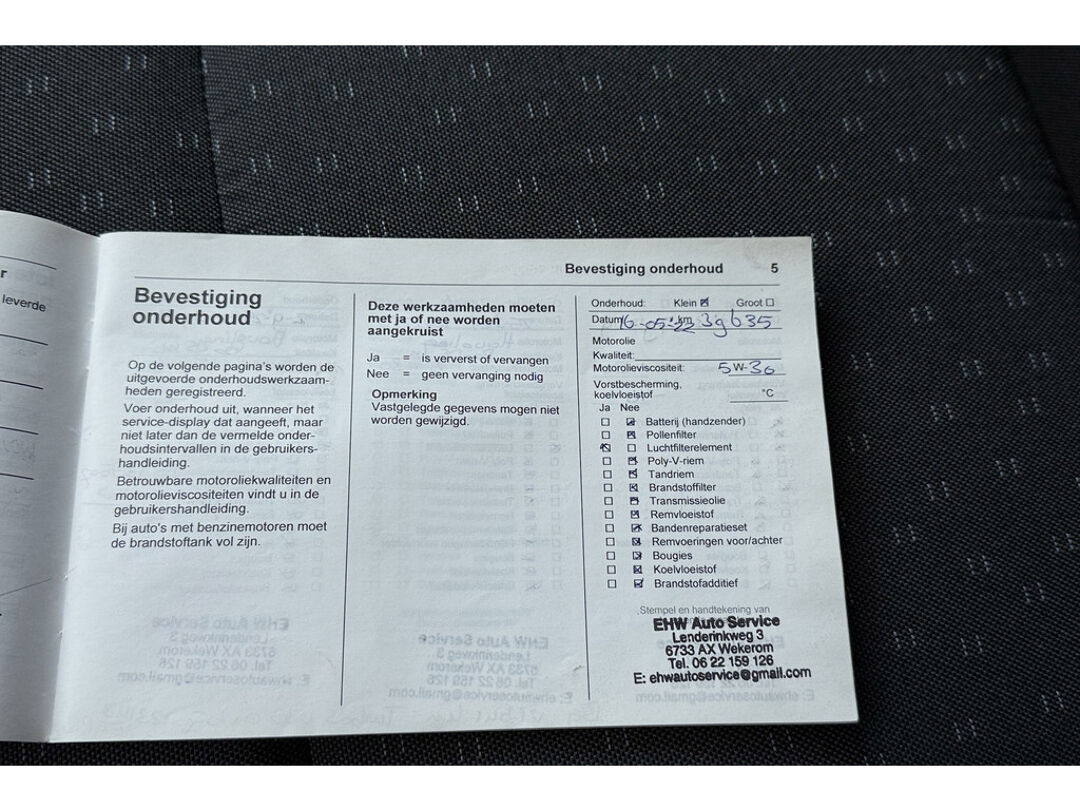 r
leverde
Bevestiging onderhoud 5
Bevestiging
onderhoud
Op de volgende pagina's worden de
uitgevoerde onderhoudswerkzaam-
heden geregistreerd.
Voer onderhoud uit, wanneer het
service-display dat aangeeft, maar
niet later dan de vermelde onder-
houdsintervallen in de gebruikers-
handleiding.
Betrouwbare motoroliekwaliteiten en
motorolieviscositeiten vindt u in de
gebruikershandleiding.
Bij auto's met benzinemotoren moet
de brandstoftank vol zijn.
Deze werkzaamheden moeten
met ja of nee worden
aangekruist
Ja = is ververst of vervangen
Nee = geen vervanging nodig
Opmerking
Vastgelegde gegevens mogen niet
worden gewijzigd.
Onderhoud: Klein Groot
Datum 16-05-22 km 39635
Motorolie
Kwaliteit:
Motorolieviscositeit: 5W-30
Vorstbescherming,
koelvloeistof °C
Ja Nee
Batterij (handzender)
Pollenfilter
Luchtfilterelement
Poly-V-riem
Tandriem
Brandstoffilter
Transmissieolie
Remvloeistof
Bandenreparatieset
Remvoeringen voor/achter
Bougies
Koelvloeistof
Brandstofadditief
Stempel en handtekening van
EHW Auto Service
Lenderinkweg 3
6733 AX Wekerom
Tel. 06 22 159 126
E: ehwautoservice@gmail.com